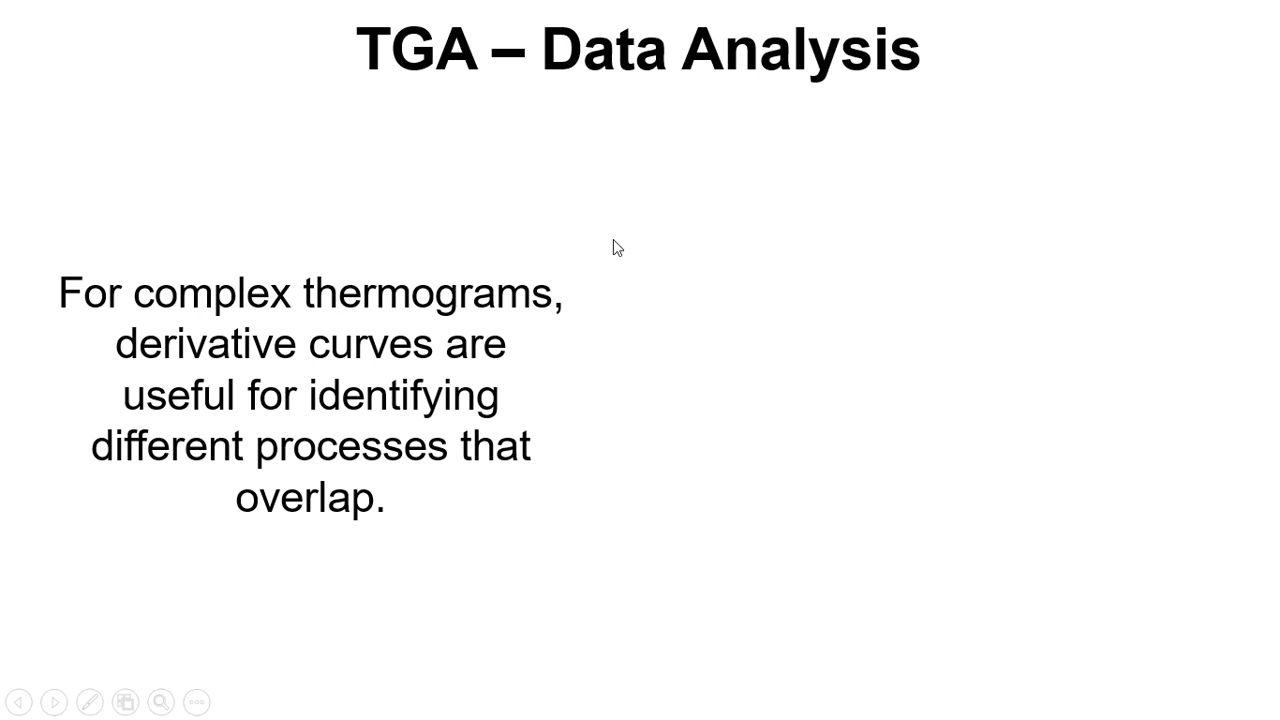 TGA – Data Analysis
For complex thermograms,
derivative curves are
useful for identifying
different processes that
overlap.